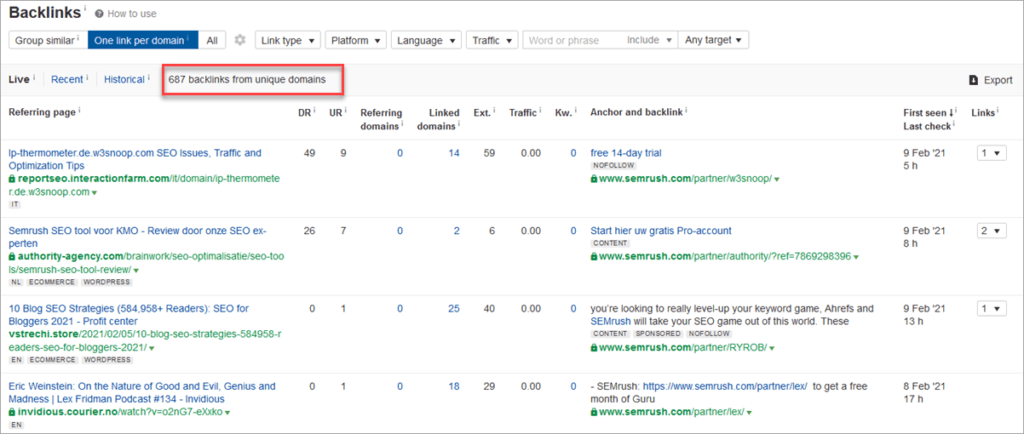 Backlinks i ? How to use
Group similar i One link per domain i All Link type ▼ Platform ▼ Language ▼ Traffic ▼ Word or phrase Include ▼ Any target ▼
Live i Recent i Historical i 687 backlinks from unique domains Export
Referring page i DR i UR i Referring domains i Linked domains i Ext. i Traffic i Kw. i Anchor and backlink i First seen ↓ i Last check i Links i
Ip-thermometer.de.w3snoop.com SEO Issues, Traffic and
Optimization Tips
reportseo.interactionfarm.com/it/domain/ip-thermomete
r.de.w3snoop.com ▼
IT
49 9 0 14 59 0.00 0
free 14-day trial
NOFOLLOW
www.semrush.com/partner/w3snoop/ ▼
9 Feb '21
5 h
1 ▼
Semrush SEO tool voor KMO - Review door onze SEO ex-
perten
authority-agency.com/brainwork/seo-optimalisatie/seo-too
ls/semrush-seo-tool-review/ ▼
NL ECOMMERCE WORDPRESS
26 7 0 2 6 0.00 0
Start hier uw gratis Pro-account
CONTENT
www.semrush.com/partner/authority/?ref=7869298396 ▼
9 Feb '21
8 h
2 ▼
10 Blog SEO Strategies (584,958+ Readers): SEO for
Bloggers 2021 - Profit center
vstrechi.store/2021/02/05/10-blog-seo-strategies-584958-r
eaders-seo-for-bloggers-2021/ ▼
EN ECOMMERCE WORDPRESS
0 1 0 25 40 0.00 0
you're looking to really level-up your keyword game, Ahrefs and
SEMrush will take your SEO game out of this world. These
CONTENT SPONSORED NOFOLLOW
www.semrush.com/partner/RYROB/ ▼
9 Feb '21
13 h
1 ▼
Eric Weinstein: On the Nature of Good and Evil, Genius and
Madness | Lex Fridman Podcast #134 - Invidious
invidious.courier.no/watch?v=o2nG7-eXxko ▼
EN
0 1 0 18 29 0.00 0
- SEMrush: https://www.semrush.com/partner/lex/ to get a free
month of Guru
www.semrush.com/partner/lex/ ▼
8 Feb '21
17 h